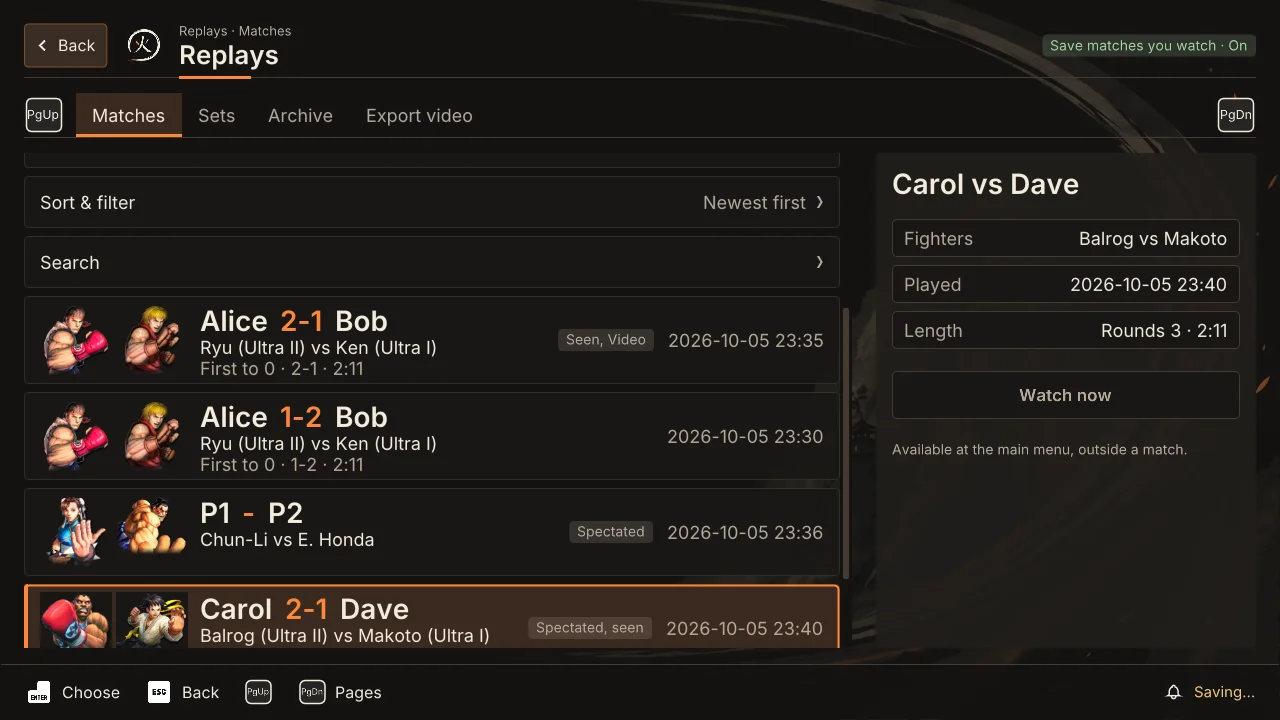 Back
火
Replays · Matches
Replays
Save matches you watch · On
PgUp
Matches
Sets
Archive
Export video
PgDn
Sort & filter
Newest first
Search
Alice 2-1 Bob
Ryu (Ultra II) vs Ken (Ultra I)
First to 0 · 2-1 · 2:11
Seen, Video
2026-10-05 23:35
Alice 1-2 Bob
Ryu (Ultra II) vs Ken (Ultra I)
First to 0 · 1-2 · 2:11
2026-10-05 23:30
P1 - P2
Chun-Li vs E. Honda
Spectated
2026-10-05 23:36
Carol 2-1 Dave
Balrog (Ultra II) vs Makoto (Ultra I)
Spectated, seen
2026-10-05 23:40
Carol vs Dave
Fighters Balrog vs Makoto
Played 2026-10-05 23:40
Length Rounds 3 · 2:11
Watch now
Available at the main menu, outside a match.
ENTER Choose
ESC Back
PgUp
PgDn Pages
Saving...